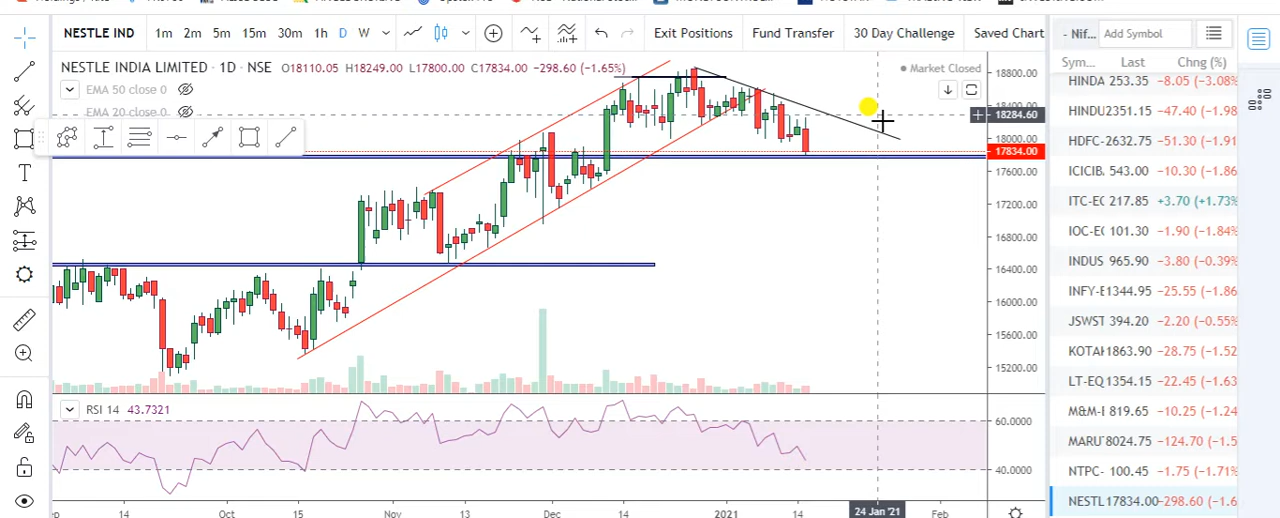 NESTLE IND 1m 2m 5m 15m 30m 1h D W Exit Positions Fund Transfer 30 Day Challenge Saved Chart
Add Symbol
NESTLE INDIA LIMITED · 1D · NSE O18110.05 H18249.00 L17800.00 C17834.00 −298.60 (−1.65%)
Market Closed
EMA 50 close 0
EMA 20 close 0
18800.00
18400.00
18284.60
18000.00
17834.00
17600.00
17200.00
16800.00
16400.00
16000.00
15600.00
15200.00
RSI 14 43.7321
60.0000
40.0000
14 Oct 15 Nov 13 Dec 14 2021 14 24 Jan '21 Feb
- Nif...
Sym... Last Chng (%)
HINDA 253.35 −8.05 (−3.08%
HINDU 2351.15 −47.40 (−1.98
HDFC- 2632.75 −51.30 (−1.91
ICICIB. 543.00 −10.30 (−1.86
ITC-E 217.85 +3.70 (+1.73%
IOC-E 101.30 −1.90 (−1.84%
INDUS 965.90 −3.80 (−0.39%
INFY-E 1344.95 −25.55 (−1.86
JSWST 394.20 −2.20 (−0.55%
KOTAK 1863.90 −28.75 (−1.52
LT-EQ 1354.15 −22.45 (−1.63
M&M-E 819.65 −10.25 (−1.24
MARU 8024.75 −124.70 (−1.5
NTPC- 100.45 −1.75 (−1.71%
NESTL 17834.00 −298.60 (−1.6